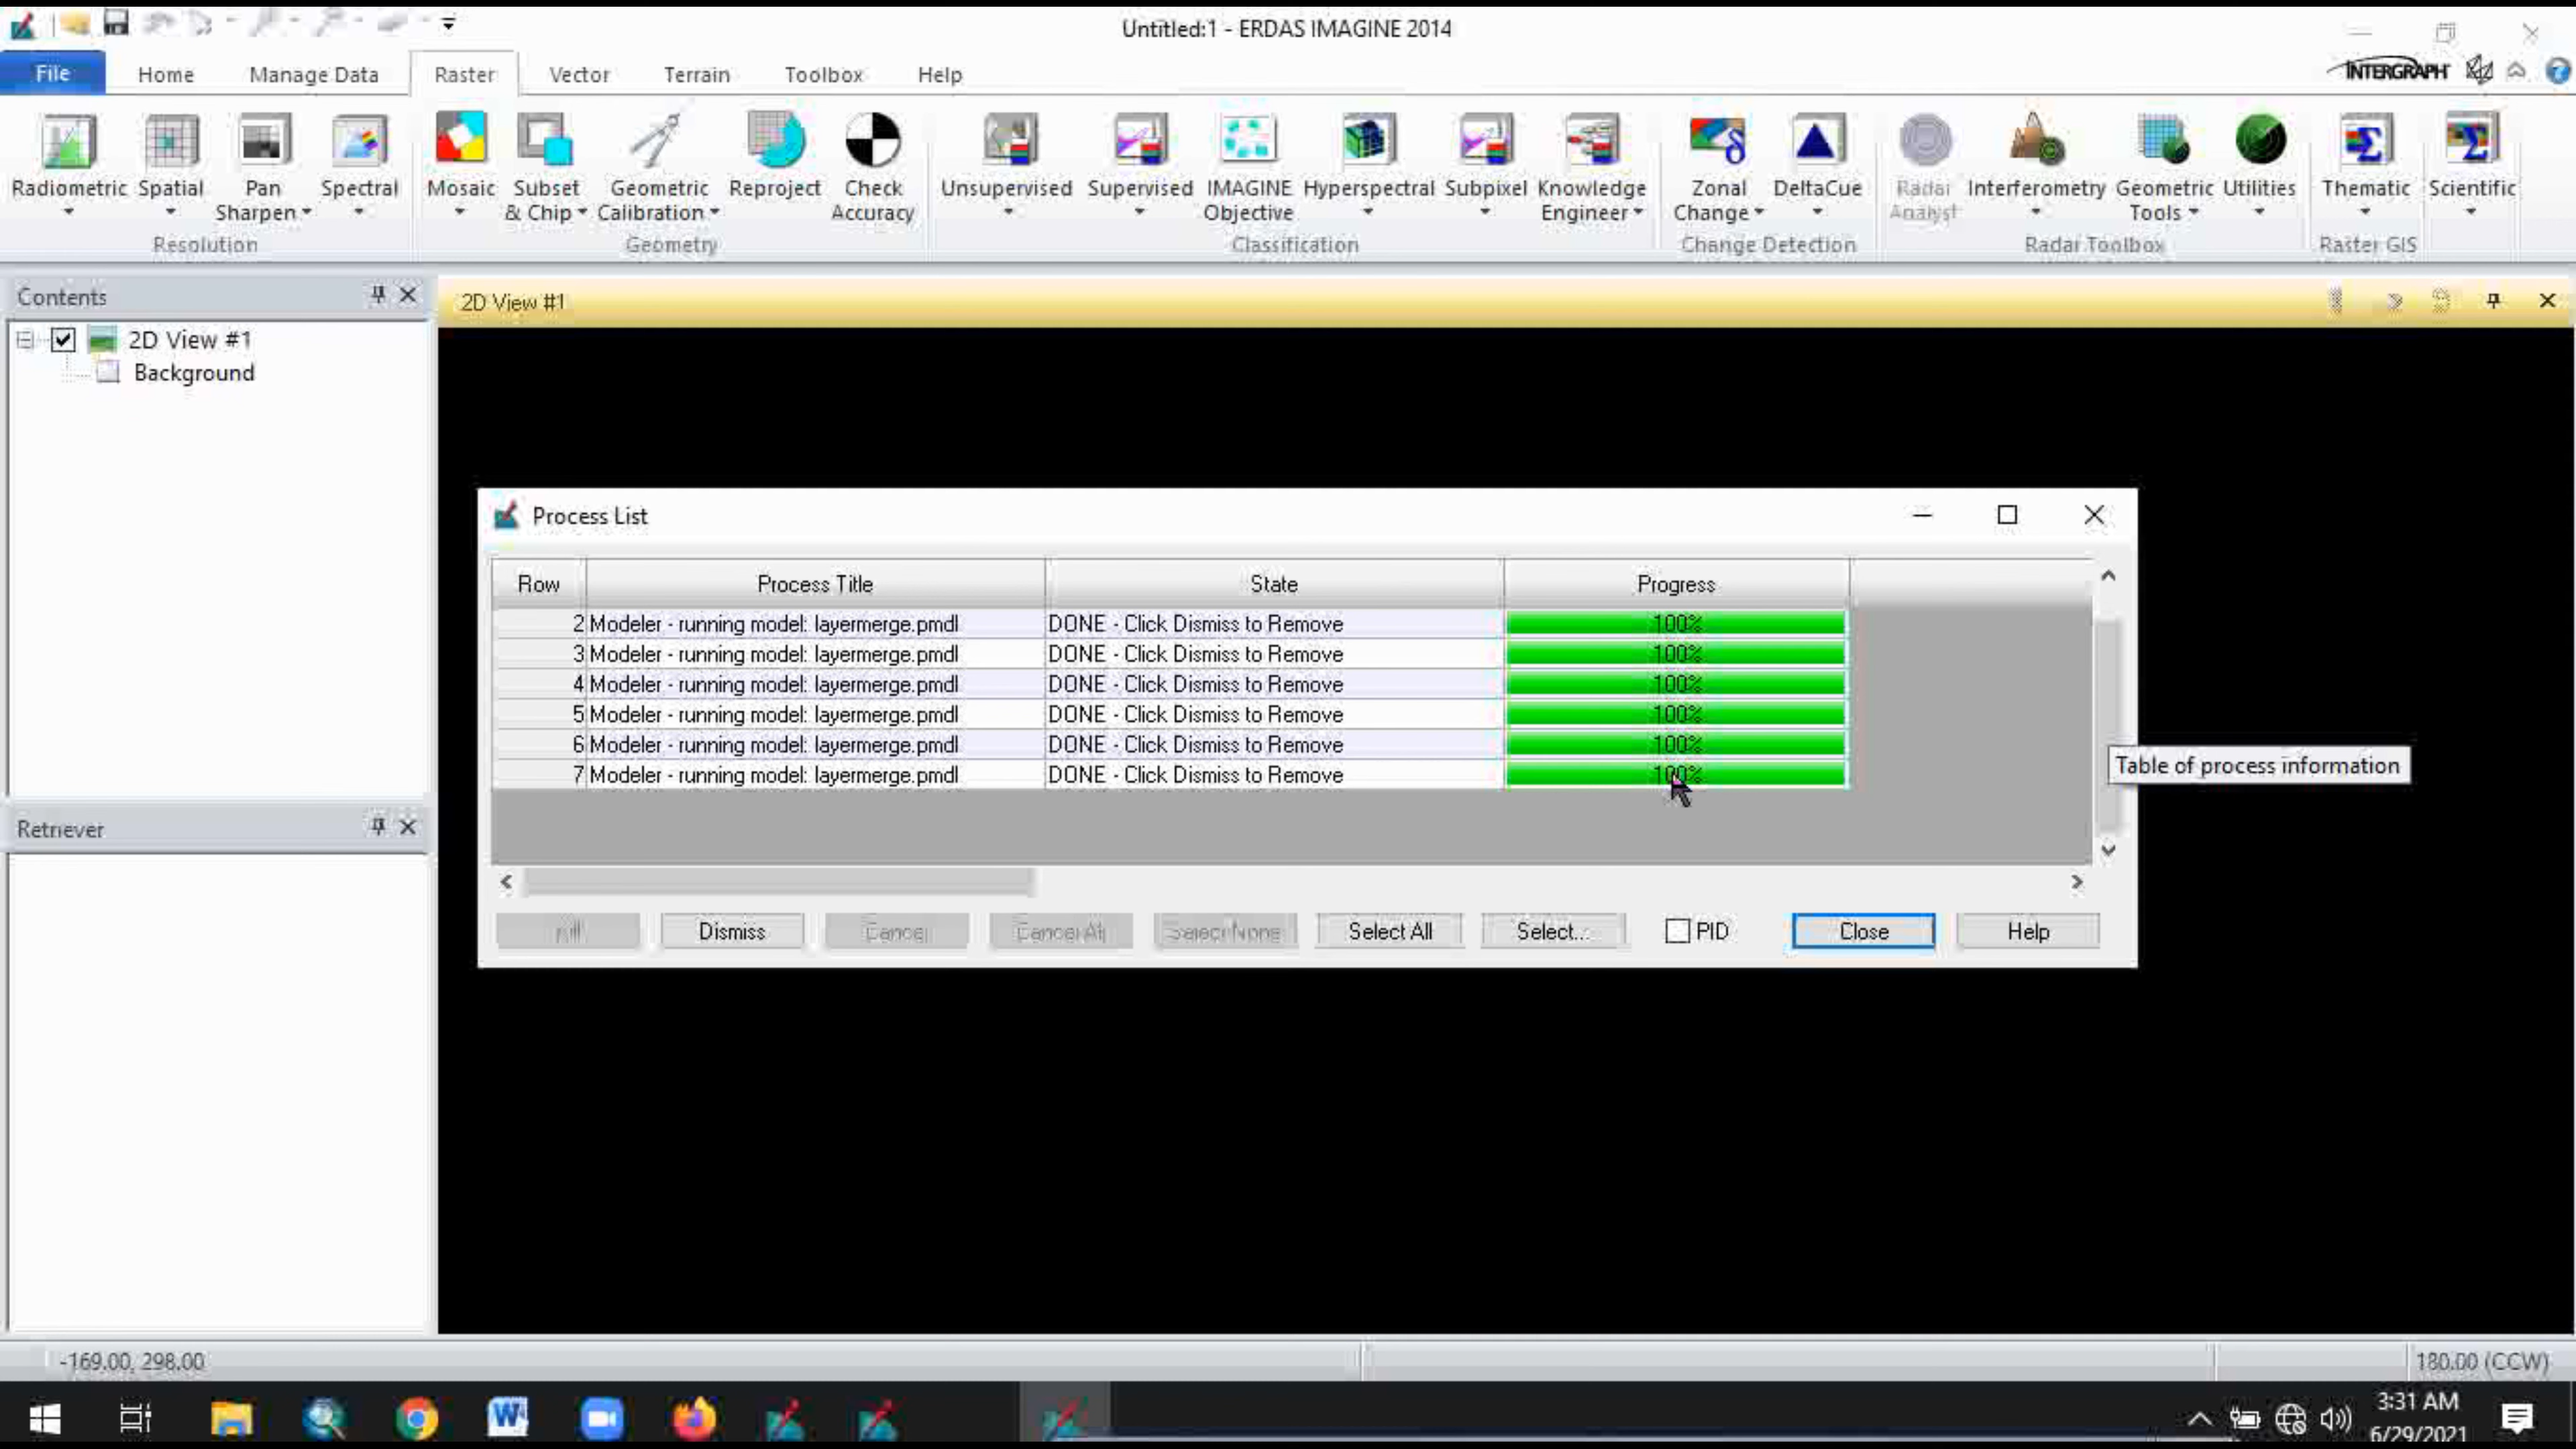 Untitled:1 - ERDAS IMAGINE 2014
File Home Manage Data Raster Vector Terrain Toolbox Help
INTERGRAPH
Radiometric Spatial Pan Sharpen Spectral Mosaic Subset & Chip Geometric Calibration Reproject Check Accuracy Unsupervised Supervised IMAGINE Objective Hyperspectral Subpixel Knowledge Engineer Zonal Change DeltaCue Radar Analyst Interferometry Geometric Tools Utilities Thematic Scientific
Resolution Geometry Classification Change Detection Radar Toolbox Raster GIS
Contents
2D View #1
2D View #1
Background
Process List
Row Process Title State Progress
2 Modeler - running model: layermerge.pmdl DONE - Click Dismiss to Remove 100%
3 Modeler - running model: layermerge.pmdl DONE - Click Dismiss to Remove 100%
4 Modeler - running model: layermerge.pmdl DONE - Click Dismiss to Remove 100%
5 Modeler - running model: layermerge.pmdl DONE - Click Dismiss to Remove 100%
6 Modeler - running model: layermerge.pmdl DONE - Click Dismiss to Remove 100%
7 Modeler - running model: layermerge.pmdl DONE - Click Dismiss to Remove 100%
Table of process information
Retriever
Dismiss Cancel Cancel All Select None Select All Select... PID Close Help
-169.00, 298.00 180.00 (CCW)
3:31 AM
6/29/2021